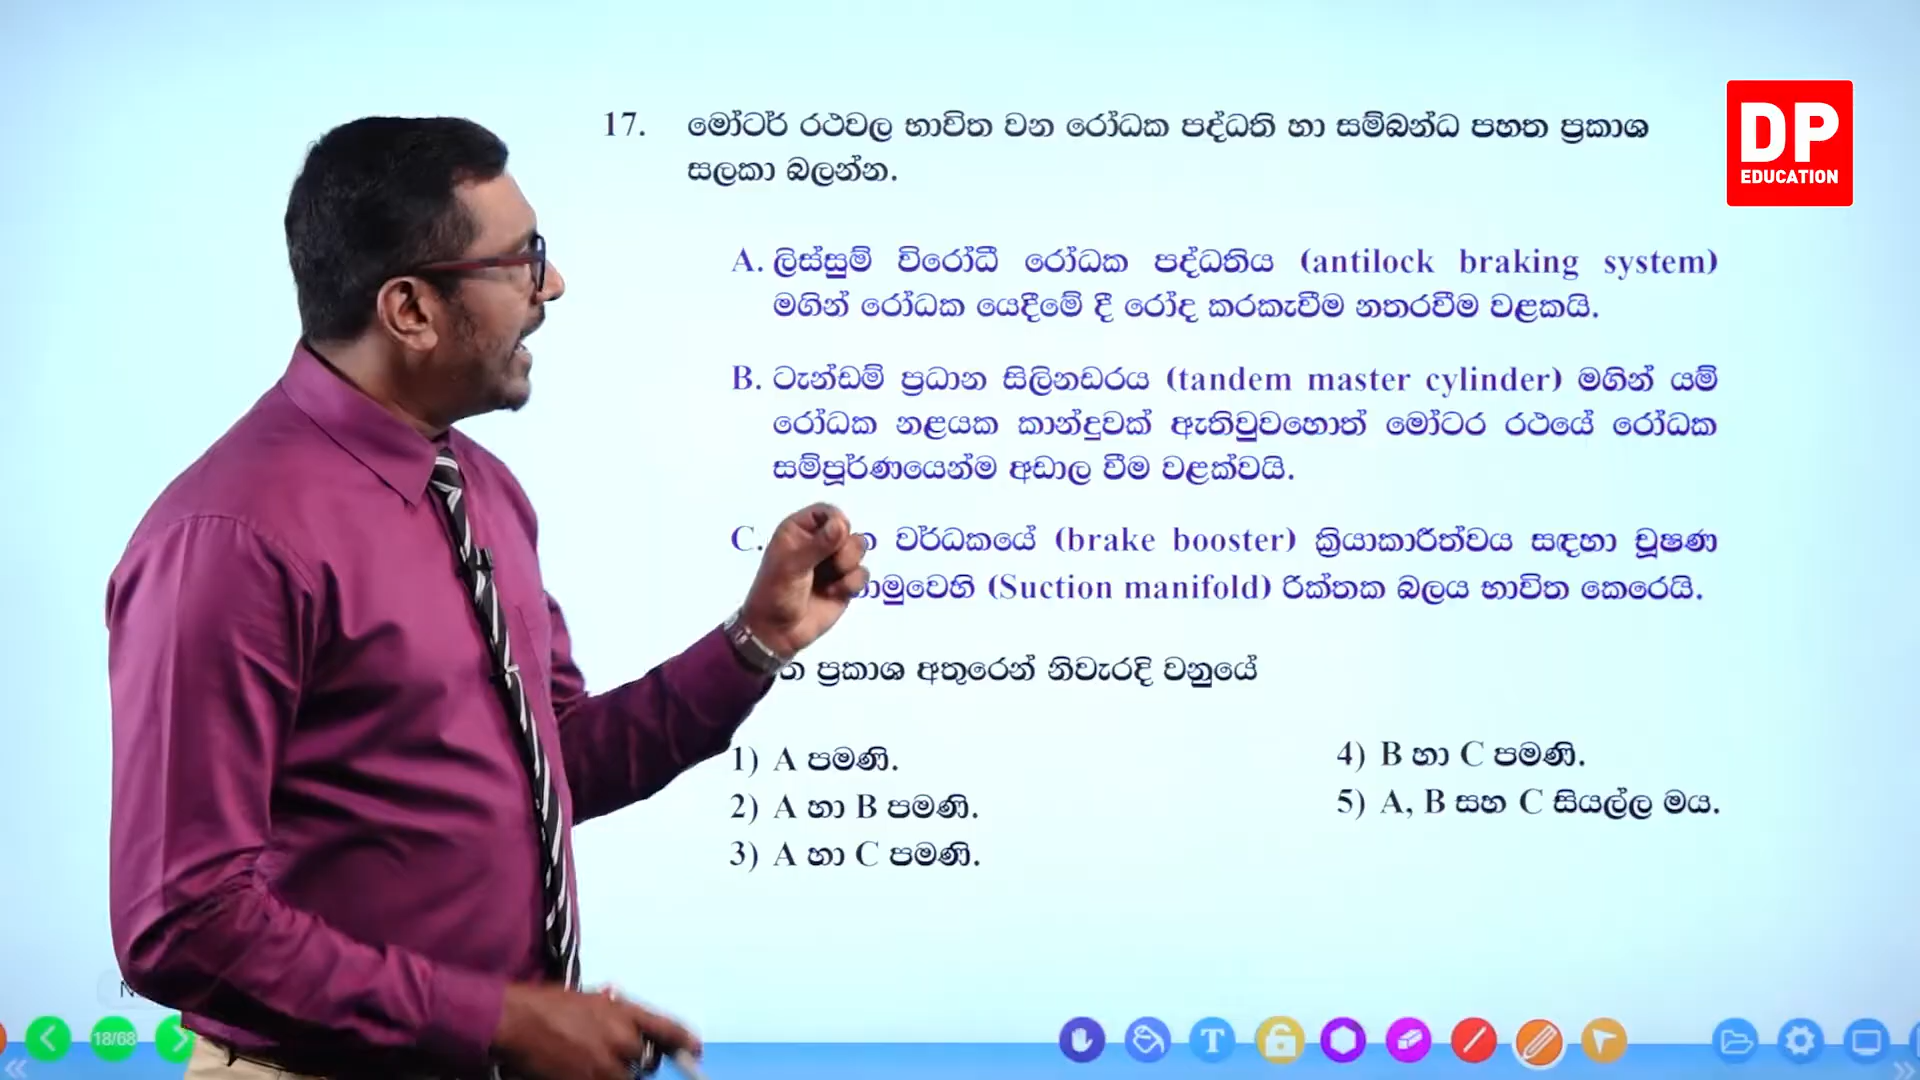 17. මෝටර් රථවල භාවිත වන රෝධක පද්ධති හා සම්බන්ධ පහත ප්‍රකාශ
සලකා බලන්න.
DP
EDUCATION
A. ලිස්සුම් විරෝධී රෝධක පද්ධතිය (antilock braking system)
මගින් රෝධක යෙදීමේ දී රෝද කරකැවීම නතරවීම වළකයි.
B. ටැන්ඩම් ප්‍රධාන සිලින්ඩරය (tandem master cylinder) මගින් යම්
රෝධක නළයක කාන්දුවක් ඇතිවුවහොත් මෝටර රථයේ රෝධක
සම්පූර්ණයෙන්ම අඩාල වීම වළක්වයි.
C. වර්ධකයේ (brake booster) ක්‍රියාකාරීත්වය සඳහා චූෂණ
(Suction manifold) රික්තක බලය භාවිත කෙරෙයි.
ප්‍රකාශ අතුරෙන් නිවැරදි වනුයේ
1) A පමණි.
2) A හා B පමණි.
3) A හා C පමණි.
4) B හා C පමණි.
5) A, B සහ C සියල්ල මය.
18/68